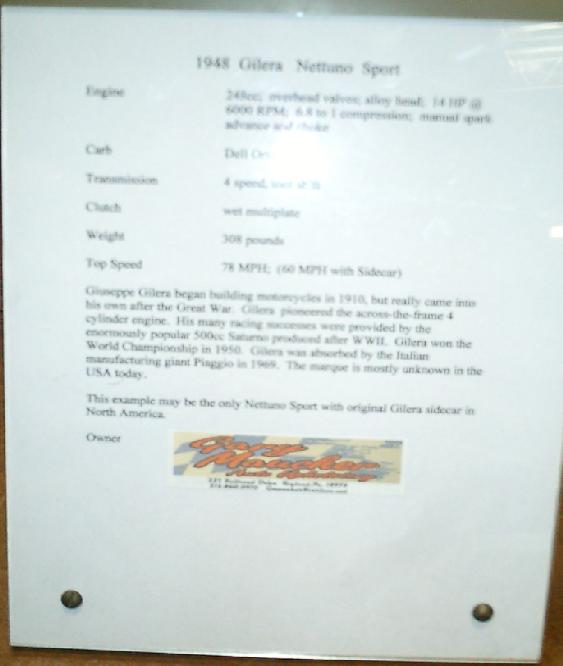 1948 Gilera Nettuno Sport
Engine 248cc; overhead valves; alloy head; 14 HP @
6000 RPM; 6.8 to 1 compression; manual spark
advance and choke
Carb Dell
Transmission 4 speed, foot shift
Clutch wet multiplate
Weight 308 pounds
Top Speed 78 MPH; (60 MPH with Sidecar)
Giuseppe Gilera began building motorcycles in 1910, but really came into
his own after the Great War. Gilera pioneered the across-the-frame 4
cylinder engine. His many racing successes were provided by the
enormously popular 500cc Saturno produced after WWII. Gilera won the
World Championship in 1950. Gilera was absorbed by the Italian
manufacturing giant Piaggio in 1969. The marque is mostly unknown in the
USA today.
This example may be the only Nettuno Sport with original Gilera sidecar in
North America.
Owner
Gary
Maucher
Auto